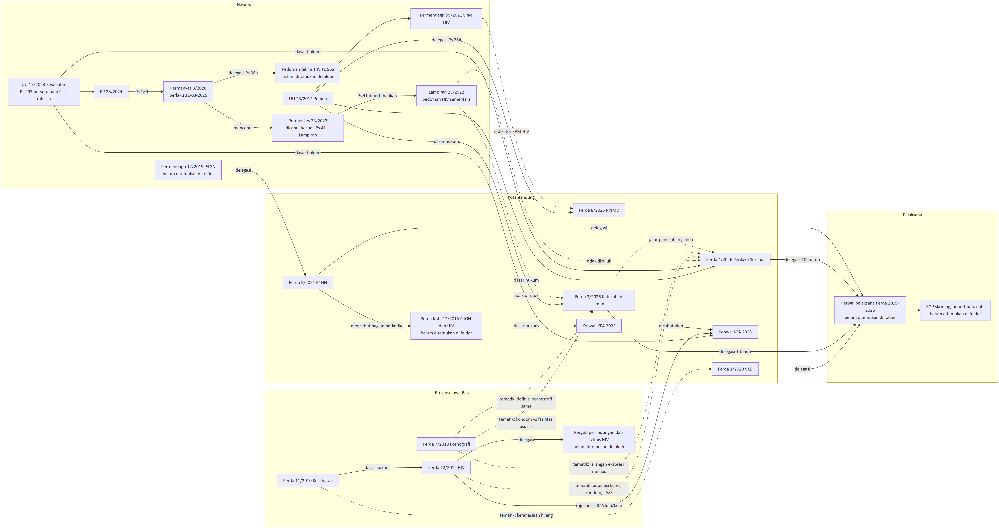 Nasional
Permendagri 59/2021 SPM
HIV
delegasi Ps 264
dasar hukum
Pedoman teknis HIV Ps 96a
belum ditemukan di folder
delegasi Ps 96a
UU 17/2023 Kesehatan
Ps 293 persetujuan; Ps 4
rahasia
PP 28/2024
Ps 189
Permenkes 3/2026
berlaku 11-03-2026
UU 23/2014 Pemda
Ps 41 dipertahankan
Lampiran 23/2022
pedoman HIV sementara
mencabut
Permenkes 23/2022
dicabut kecuali Ps 41 +
Lampiran
indikator SPM HIV
dasar hukum
dasar hukum
Permendagri 12/2019 P4GN
belum ditemukan di folder
delegasi
Kota Bandung
Perda 8/2025 RPJMD
delegasi
jalur penertiban ganda
tidak dirujuk
Perda 4/2026 Perilaku Seksual
delegasi 10 materi
Perda 5/2021 P4GN
dasar hukum
tidak dirujuk
Perda 3/2026 Ketertiban
Umum
mencabut bagian narkotika
Perda Kota 12/2015 P4GN
dan HIV
belum ditemukan di folder
dasar hukum
Kepwal KPA 2023
dicabut oleh
Kepwal KPA 2025
delegasi 1 tahun
Perda 1/2020 SKD
delegasi
Pelaksana
Perwal pelaksana Perda 2019-
2026
belum ditemukan di folder
SOP skrining, penertiban, data
belum ditemukan di folder
Provinsi Jawa Barat
tematik: definisi pornografi
sama
tematik: kondom vs fasilitas
asusila
Perda 7/2018 Pornografi
delegasi
Pergub perlindungan dan
teknis HIV
belum ditemukan di folder
Perda 11/2010 Kesehatan
dasar hukum
Perda 12/2012 HIV
tematik: larangan ekspresi
meluas
tematik: populasi kunci,
kondom, LASS
rujukan isi KPA kab/kota
tematik: kerahasiaan hilang